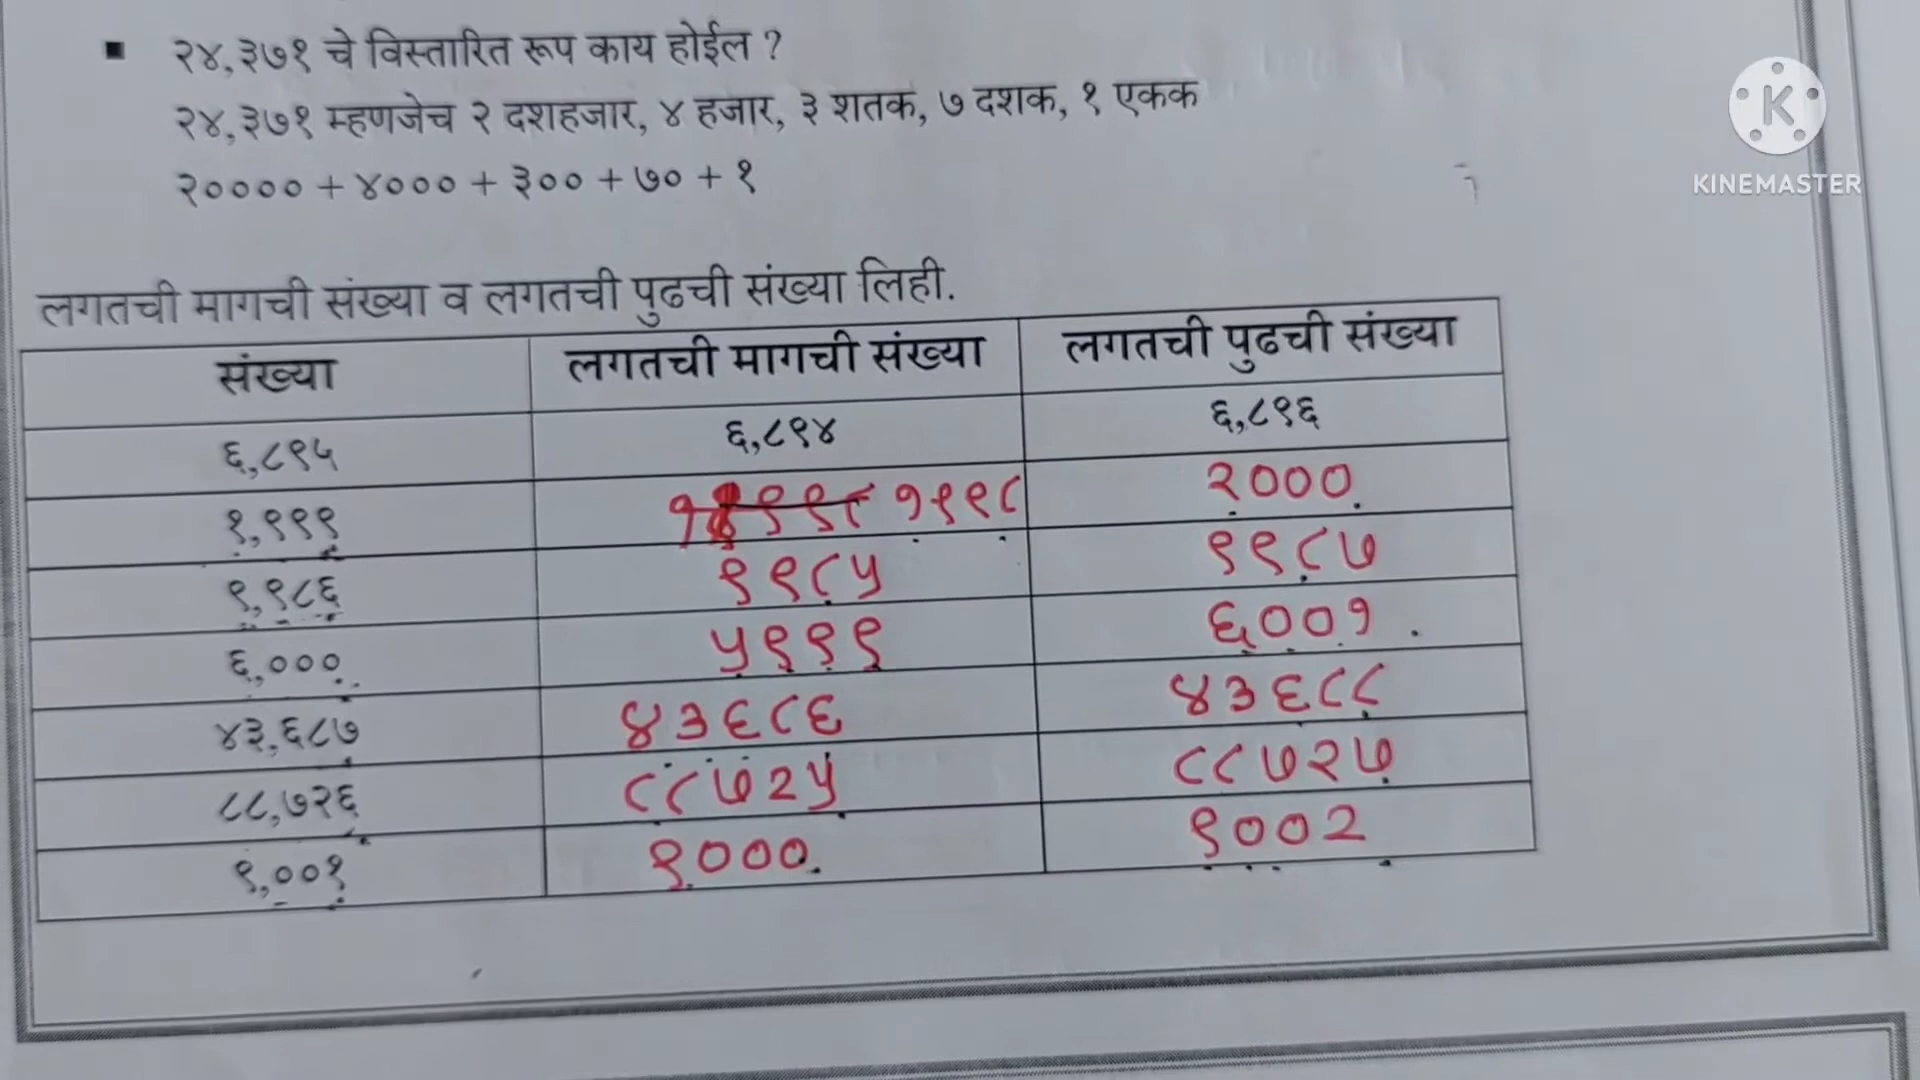 ▪ २४,३७१ चे विस्तारित रूप काय होईल ?
२४,३७१ म्हणजेच २ दशहजार, ४ हजार, ३ शतक, ७ दशक, १ एकक
२०००० + ४००० + ३०० + ७० + १
K
KINEMASTER
लगतची मागची संख्या व लगतची पुढची संख्या लिही.
संख्या लगतची मागची संख्या लगतची पुढची संख्या
६,८९५ ६,८९४ ६,८९६
१,९९९ १९९८ २०००
९,९८६ ९९८५ ९९८७
६,००० ५९९९ ६००१
४३,६८७ ४३६८६ ४३६८८
८८,७२६ ८८७२५ ८८७२७
९,००१ ९००० ९००२